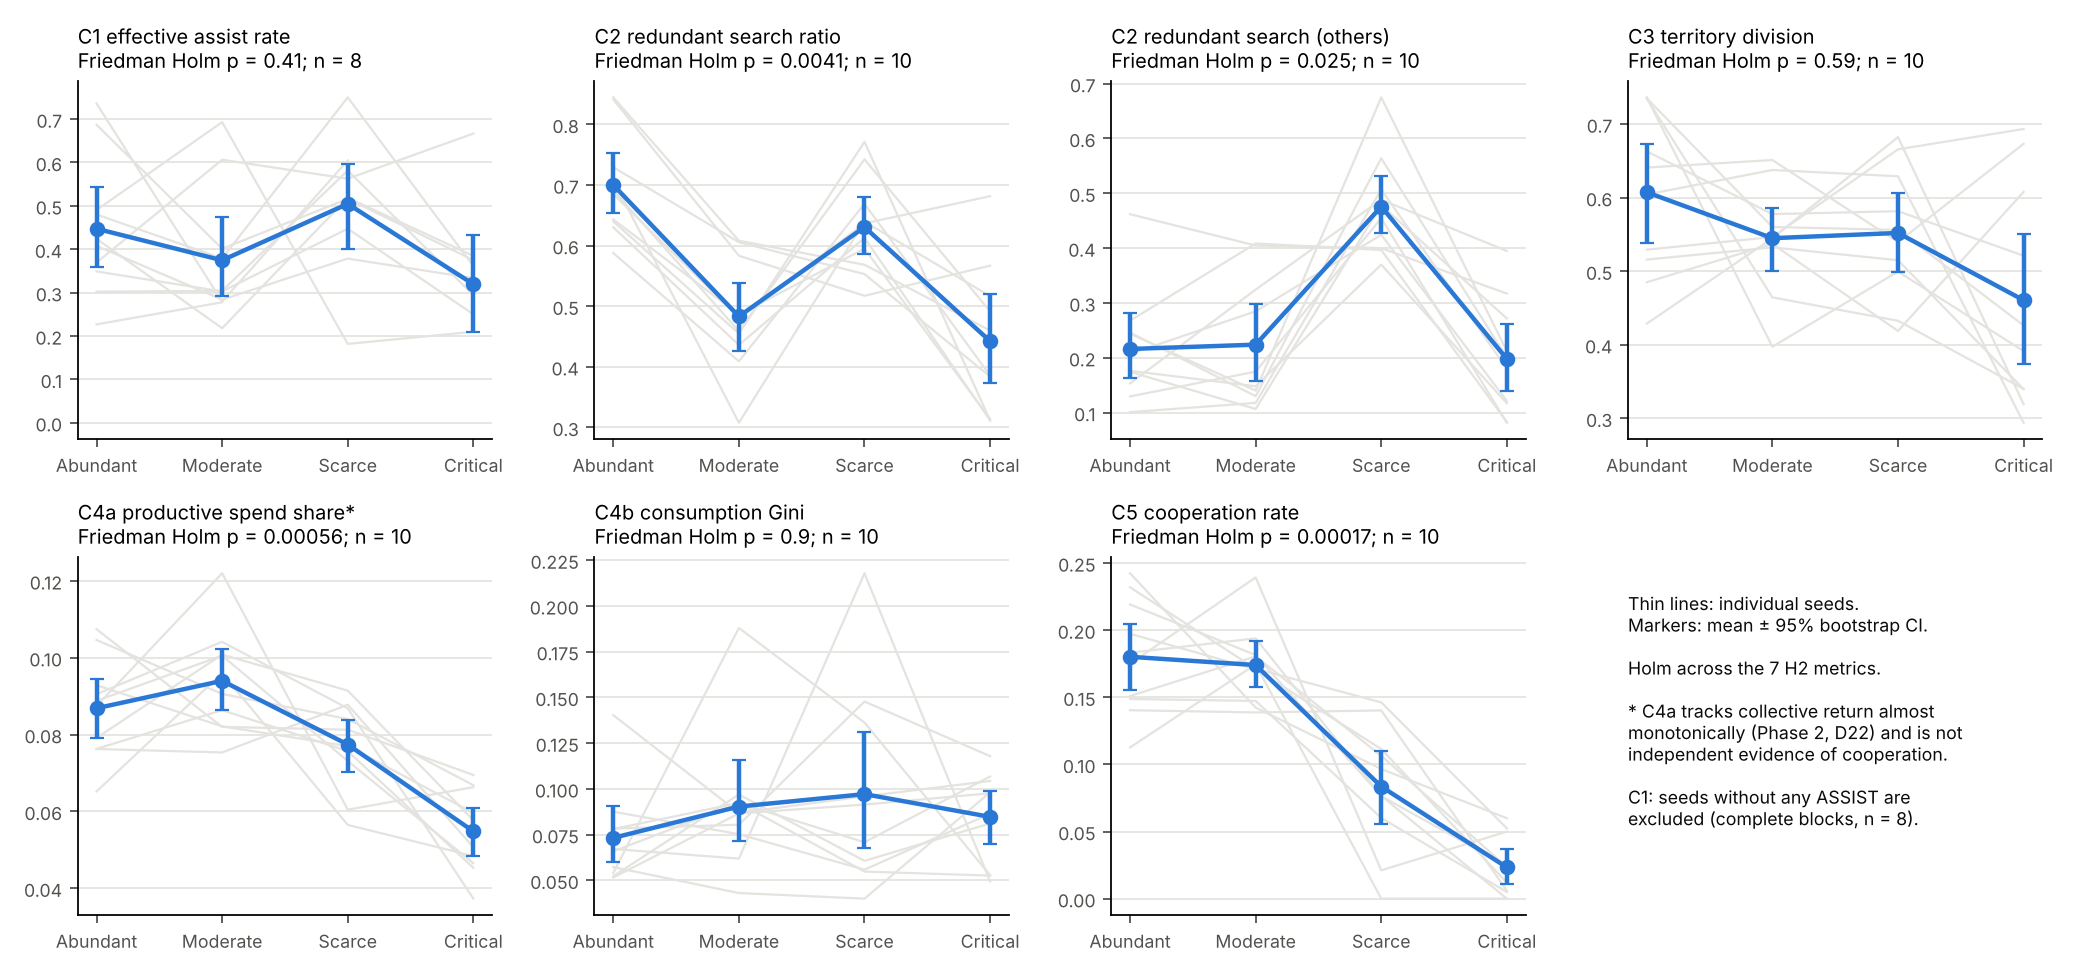 C1 effective assist rate
Friedman Holm p = 0.41; n = 8
0.7
0.6
0.5
0.4
0.3
0.2
0.1
0.0
Abundant
Moderate
Scarce
Critical
C2 redundant search ratio
Friedman Holm p = 0.0041; n = 10
0.8
0.7
0.6
0.5
0.4
0.3
Abundant
Moderate
Scarce
Critical
C2 redundant search (others)
Friedman Holm p = 0.025; n = 10
0.7
0.6
0.5
0.4
0.3
0.2
0.1
Abundant
Moderate
Scarce
Critical
C3 territory division
Friedman Holm p = 0.59; n = 10
0.7
0.6
0.5
0.4
0.3
Abundant
Moderate
Scarce
Critical
C4a productive spend share*
Friedman Holm p = 0.00056; n = 10
0.12
0.10
0.08
0.06
0.04
Abundant
Moderate
Scarce
Critical
C4b consumption Gini
Friedman Holm p = 0.9; n = 10
0.225
0.200
0.175
0.150
0.125
0.100
0.075
0.050
Abundant
Moderate
Scarce
Critical
C5 cooperation rate
Friedman Holm p = 0.00017; n = 10
0.25
0.20
0.15
0.10
0.05
0.00
Abundant
Moderate
Scarce
Critical
Thin lines: individual seeds.
Markers: mean ± 95% bootstrap CI.
Holm across the 7 H2 metrics.
* C4a tracks collective return almost
monotonically (Phase 2, D22) and is not
independent evidence of cooperation.
C1: seeds without any ASSIST are
excluded (complete blocks, n = 8).